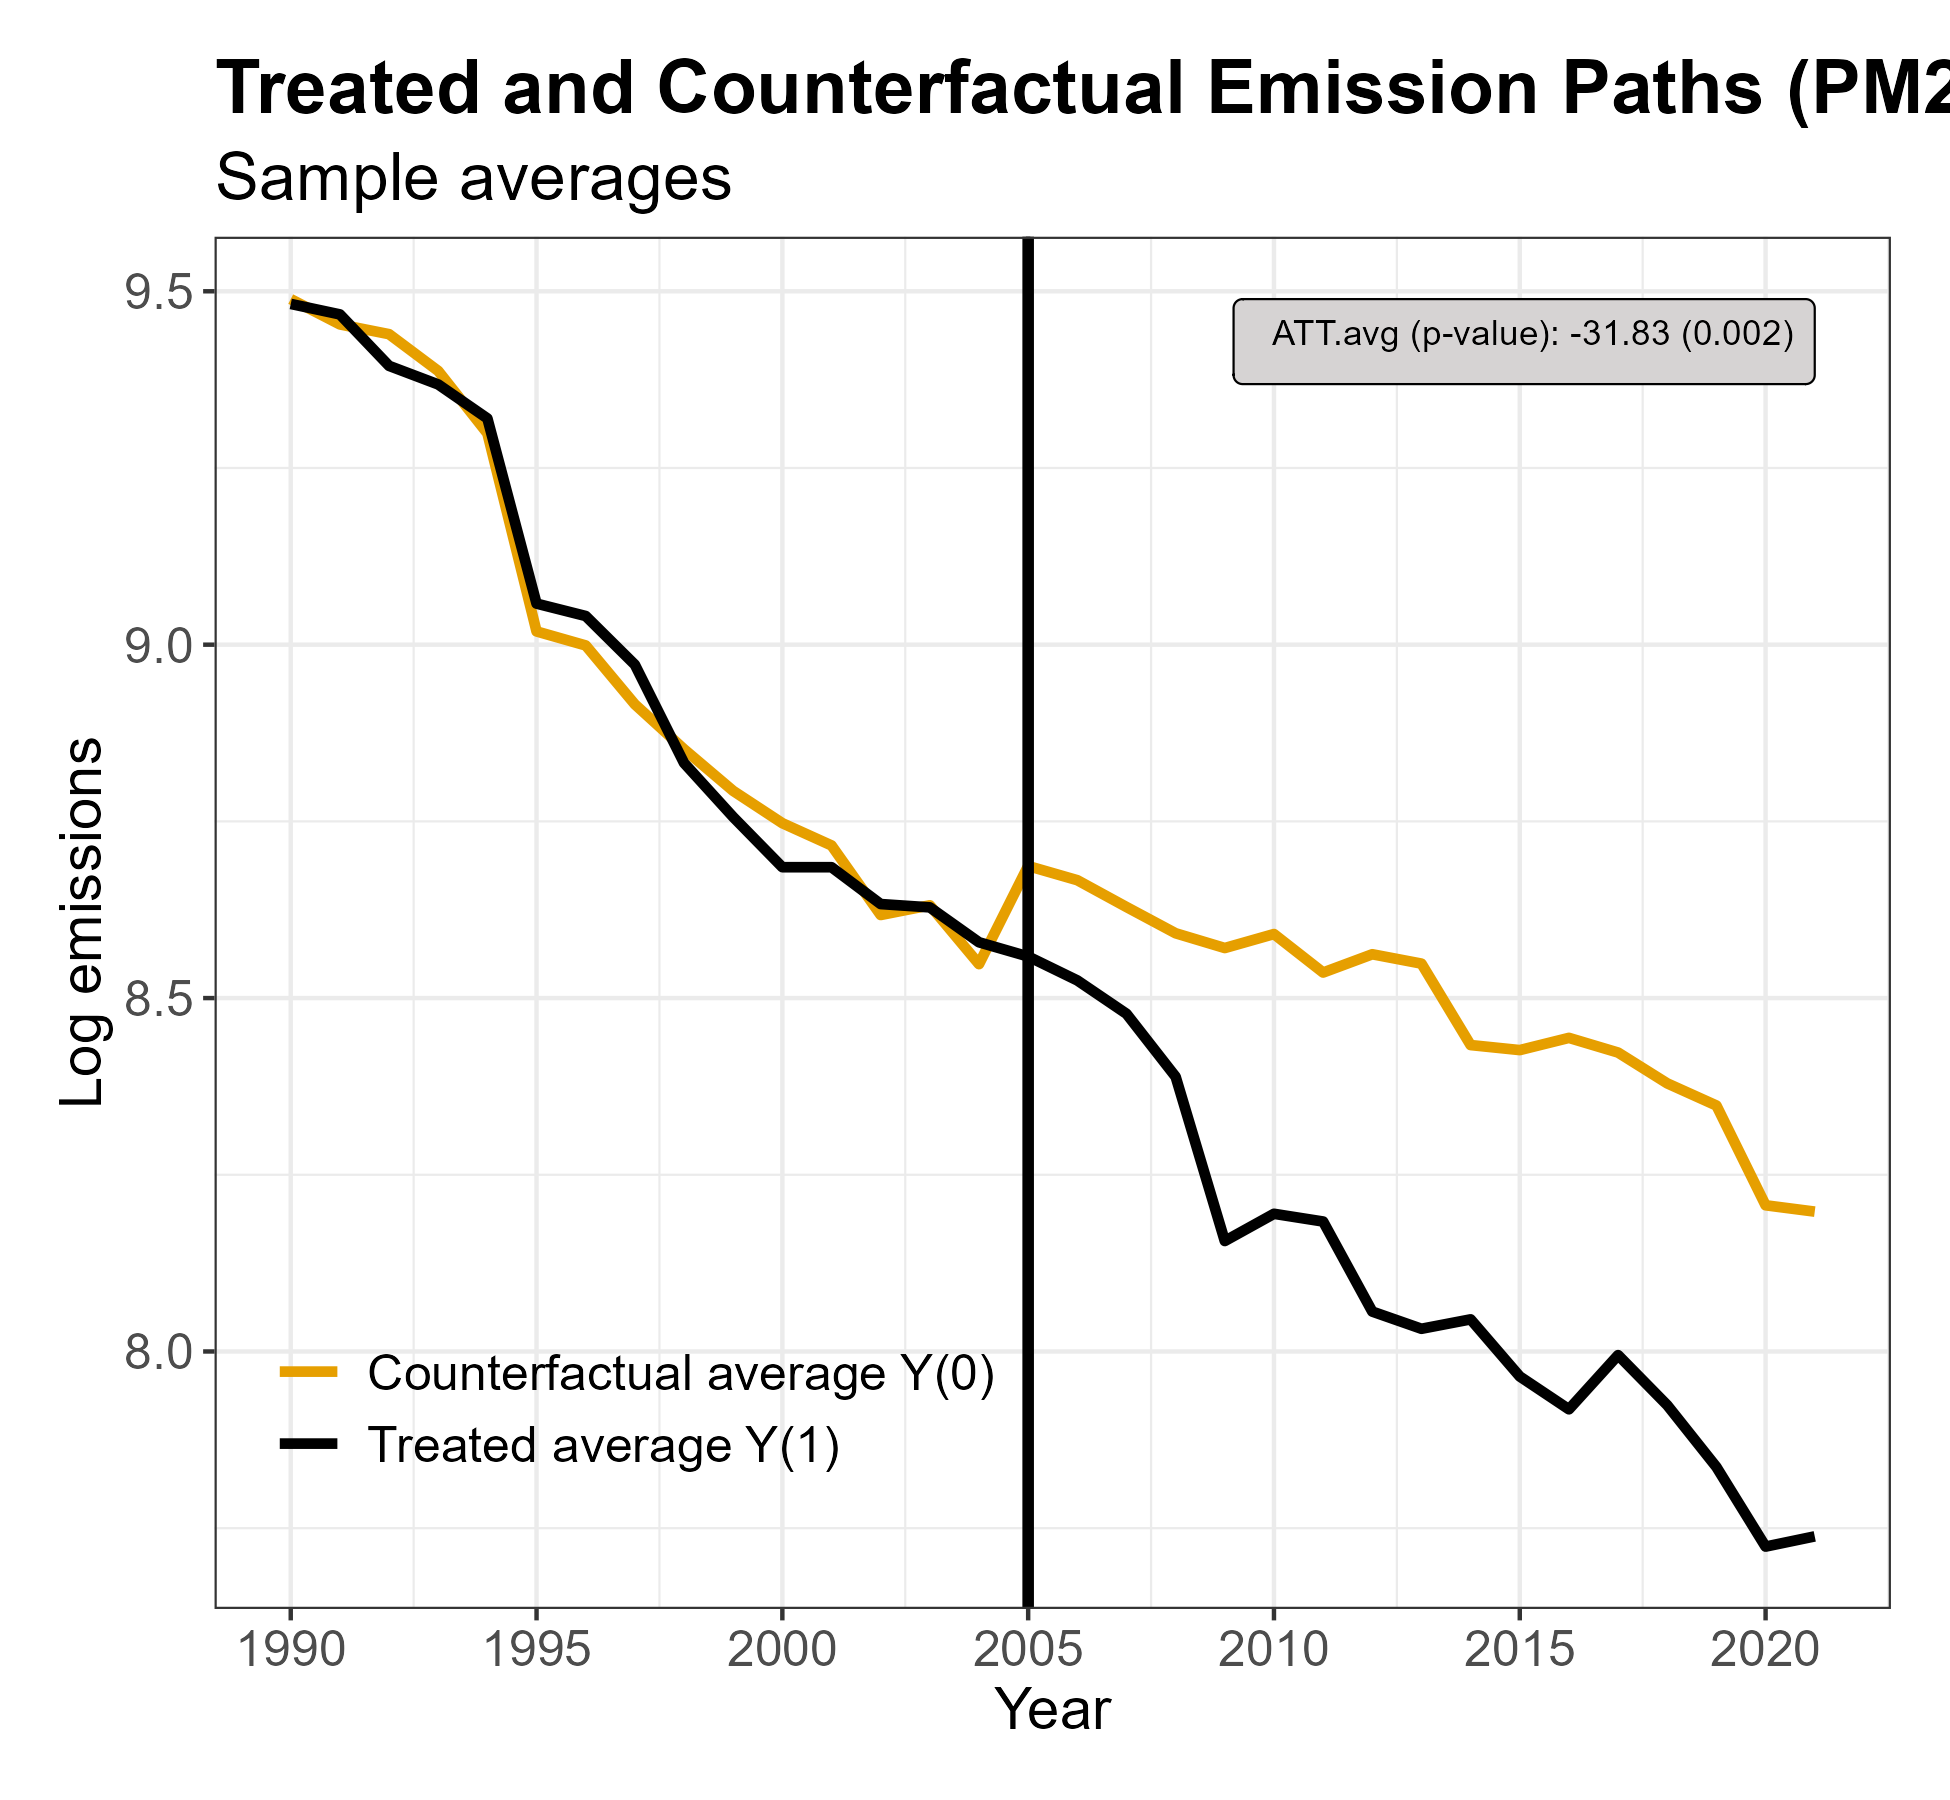 Treated and Counterfactual Emission Paths (PM2
Sample averages
Log emissions
9.5
9.0
8.5
8.0
ATT.avg (p-value): -31.83 (0.002)
Counterfactual average Y(0)
Treated average Y(1)
1990 1995 2000 2005 2010 2015 2020
Year